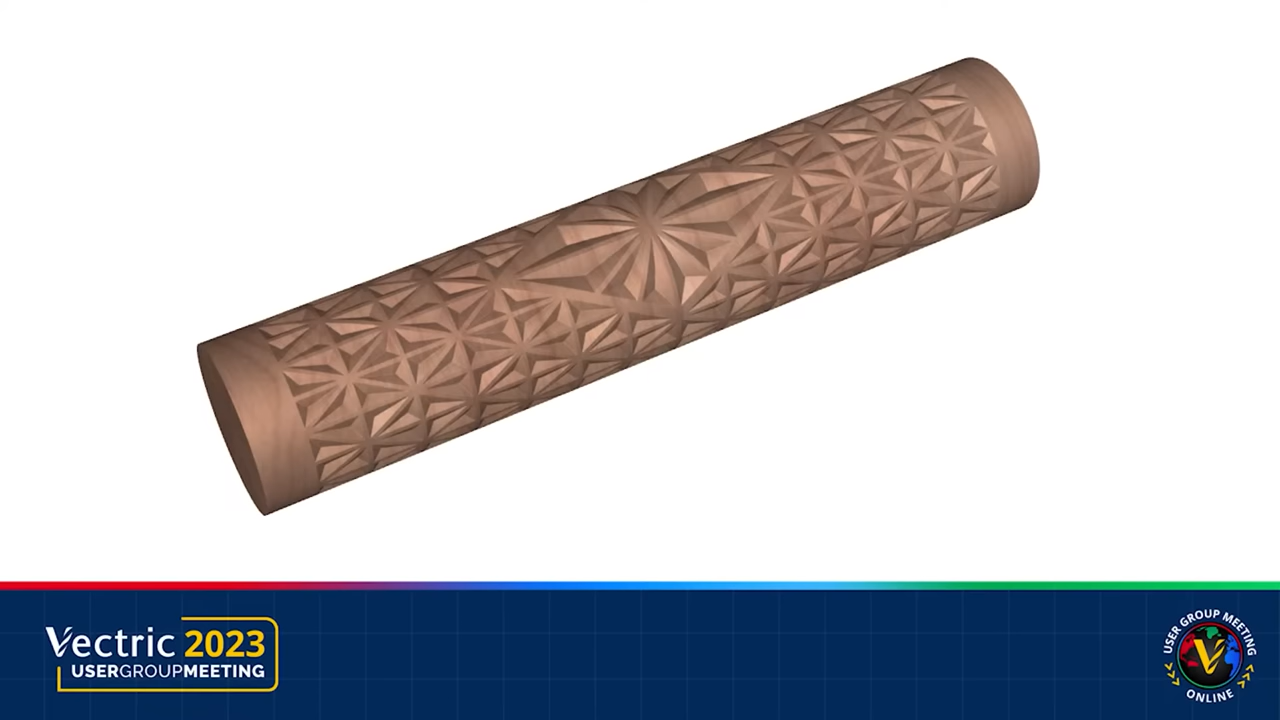 Vectric 2023
USERGROUPMEETING
USER GROUP MEETING
V
ONLINE